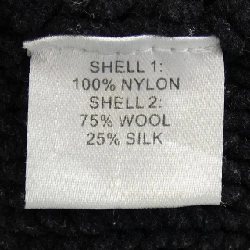 SHELL 1:
100% NYLON
SHELL 2:
75% WOOL
25% SILK